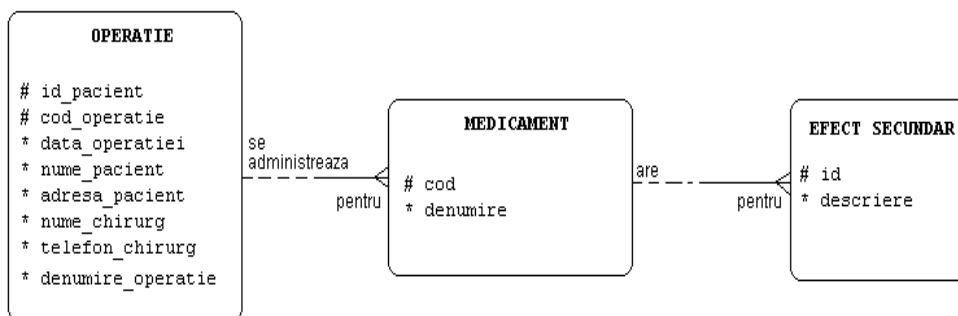 OPERATIE
# id_pacient
# cod_operatie
* data_operatiei
* nume_pacient
* adresa_pacient
* nume_chirurg
* telefon_chirurg
* denumire_operatie
se
administreaza
pentru
MEDICAMENT
# cod
* denumire
are
pentru
EFECT SECUNDAR
# id
* descriere